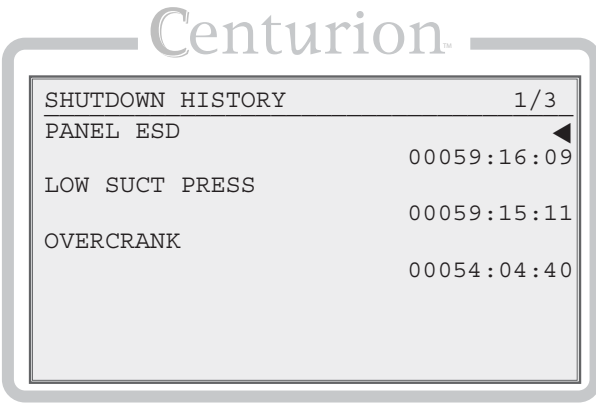 Centurion™
SHUTDOWN HISTORY 1/3
PANEL ESD ◀
00059:16:09
LOW SUCT PRESS
00059:15:11
OVERCRANK
00054:04:40